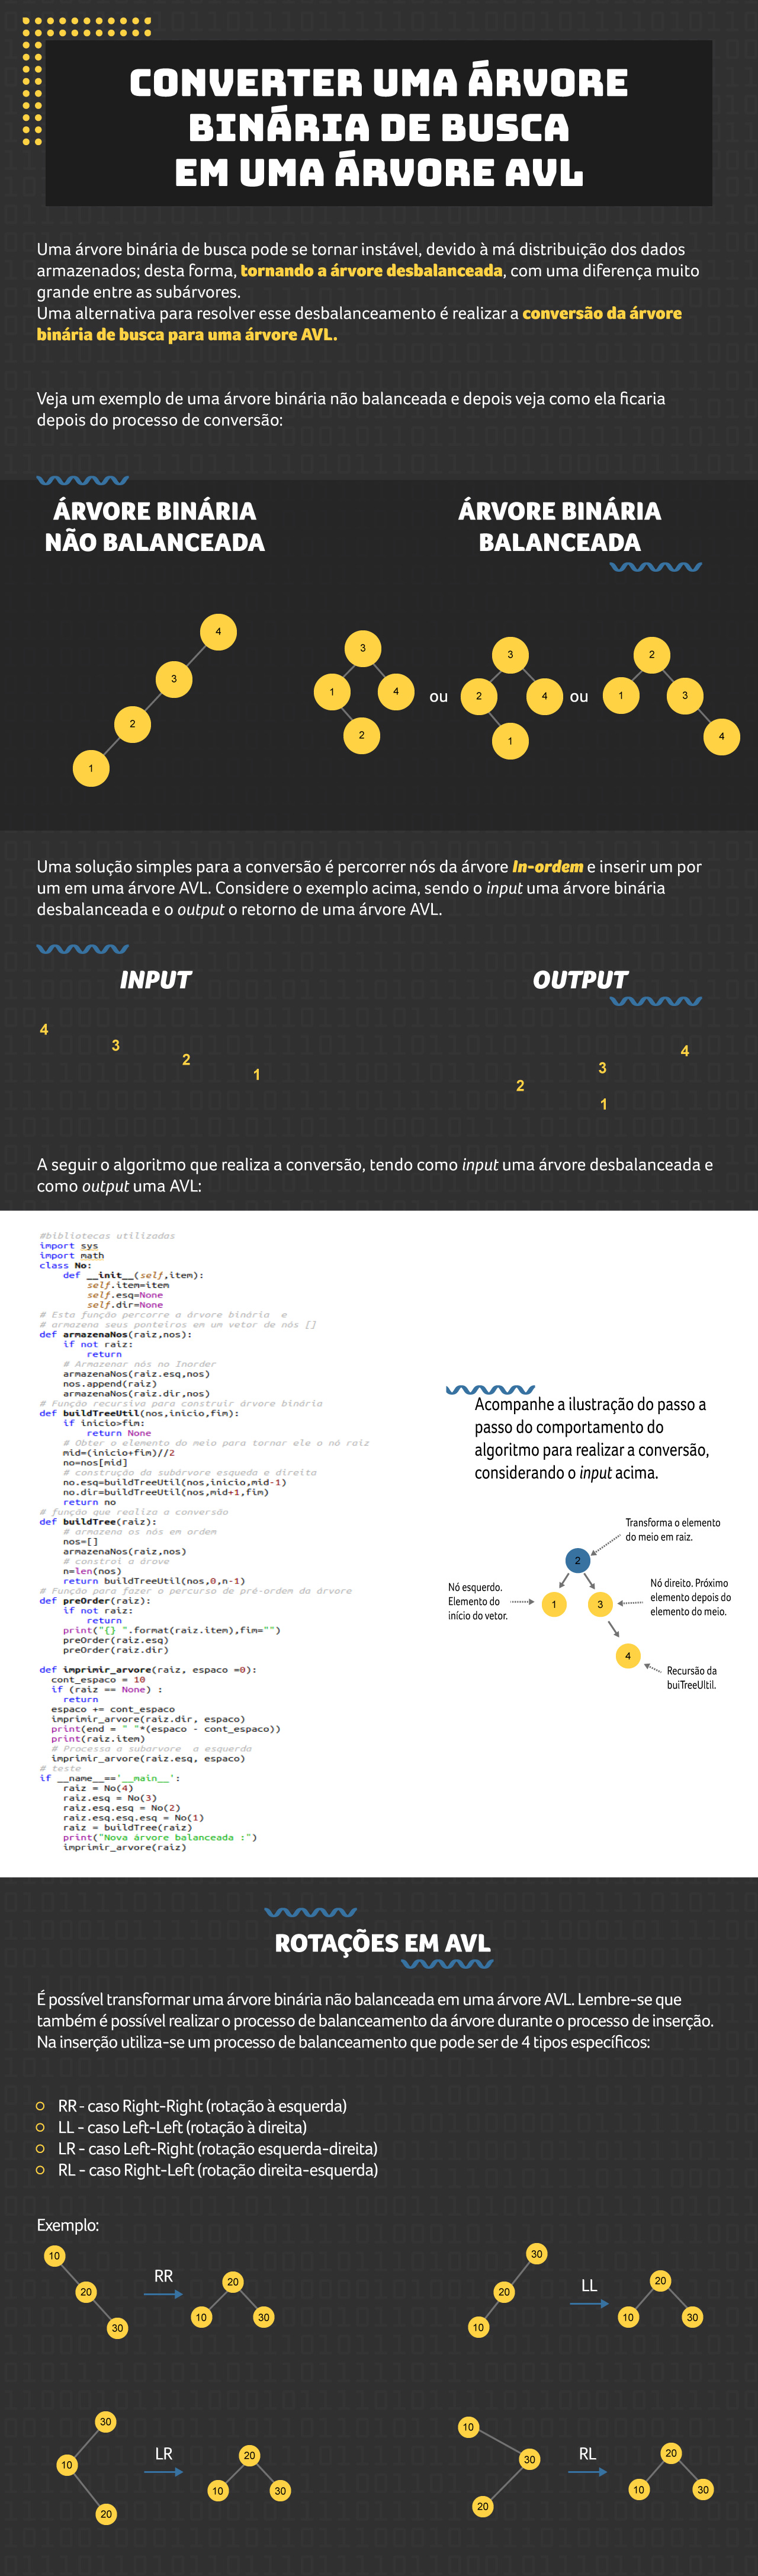 CONVERTER UMA ÁRVORE
BINÁRIA DE BUSCA
EM UMA ÁRVORE AVL
Uma árvore binária de busca pode se tornar instável, devido à má distribuição dos dados
armazenados; desta forma, tornando a árvore desbalanceada, com uma diferença muito
grande entre as subárvores.
Uma alternativa para resolver esse desbalanceamento é realizar a conversão da árvore
binária de busca para uma árvore AVL.
Veja um exemplo de uma árvore binária não balanceada e depois veja como ela ficaria
depois do processo de conversão:
ÁRVORE BINÁRIA
NÃO BALANCEADA
4
3
2
1
ÁRVORE BINÁRIA
BALANCEADA
3
1 4
2
ou
3
2 4
1
ou
2
1 3
4
Uma solução simples para a conversão é percorrer nós da árvore In-ordem e inserir um por
um em uma árvore AVL. Considere o exemplo acima, sendo o input uma árvore binária
desbalanceada e o output o retorno de uma árvore AVL.
INPUT
4
3
2
1
OUTPUT
4
3
2
1
A seguir o algoritmo que realiza a conversão, tendo como input uma árvore desbalanceada e
como output uma AVL:
#bibliotecas utilizadas
import sys
import math
class No:
    def __init__(self,item):
        self.item=item
        self.esq=None
        self.dir=None
# Esta função percorre a árvore binária  e
# armazena seus ponteiros em um vetor de nós []
def armazenaNos(raiz,nos):
    if not raiz:
        return
    # Armazenar nós no Inorder
    armazenaNos(raiz.esq,nos)
    nos.append(raiz)
    armazenaNos(raiz.dir,nos)
# Função recursiva para construir árvore binária
def buildTreeUtil(nos,inicio,fim):
    if inicio>fim:
        return None
    # Obter o elemento do meio para tornar ele o nó raiz
    mid=(inicio+fim)//2
    no=nos[mid]
    # construção da subárvore esqueda e direita
    no.esq=buildTreeUtil(nos,inicio,mid-1)
    no.dir=buildTreeUtil(nos,mid+1,fim)
    return no
# função que realiza a conversão
def buildTree(raiz):
    # armazena os nós em ordem
    nos=[]
    armazenaNos(raiz,nos)
    # constroi a árove
    n=len(nos)
    return buildTreeUtil(nos,0,n-1)
# Função para fazer o percurso de pré-ordem da árvore
def preOrder(raiz):
    if not raiz:
        return
    print("{} ".format(raiz.item),fim="")
    preOrder(raiz.esq)
    preOrder(raiz.dir)
def imprimir_arvore(raiz, espaco =0):
  cont_espaco = 10
  if (raiz == None) :
    return
  espaco += cont_espaco
  imprimir_arvore(raiz.dir, espaco)
  print(end = " "*(espaco - cont_espaco))
  print(raiz.item)
  # Processa a subarvore  a esquerda
  imprimir_arvore(raiz.esq, espaco)
# teste
if __name__=='__main__':
    raiz = No(4)
    raiz.esq = No(3)
    raiz.esq.esq = No(2)
    raiz.esq.esq.esq = No(1)
    raiz = buildTree(raiz)
    print("Nova árvore balanceada :")
    imprimir_arvore(raiz)
Acompanhe a ilustração do passo a
passo do comportamento do
algoritmo para realizar a conversão,
considerando o input acima.
Transforma o elemento
do meio em raiz.
2
Nó esquerdo.
Elemento do
início do vetor.
1 3
Nó direito. Próximo
elemento depois do
elemento do meio.
4
Recursão da
buiTreeUltil.
ROTAÇÕES EM AVL
É possível transformar uma árvore binária não balanceada em uma árvore AVL. Lembre-se que
também é possível realizar o processo de balanceamento da árvore durante o processo de inserção.
Na inserção utiliza-se um processo de balanceamento que pode ser de 4 tipos específicos:
RR - caso Right-Right (rotação à esquerda)
LL - caso Left-Left (rotação à direita)
LR - caso Left-Right (rotação esquerda-direita)
RL - caso Right-Left (rotação direita-esquerda)
Exemplo:
10
20
30
RR
20
10 30
30
20
10
LL
20
10 30
30
10
20
LR
20
10 30
10
30
20
RL
20
10 30